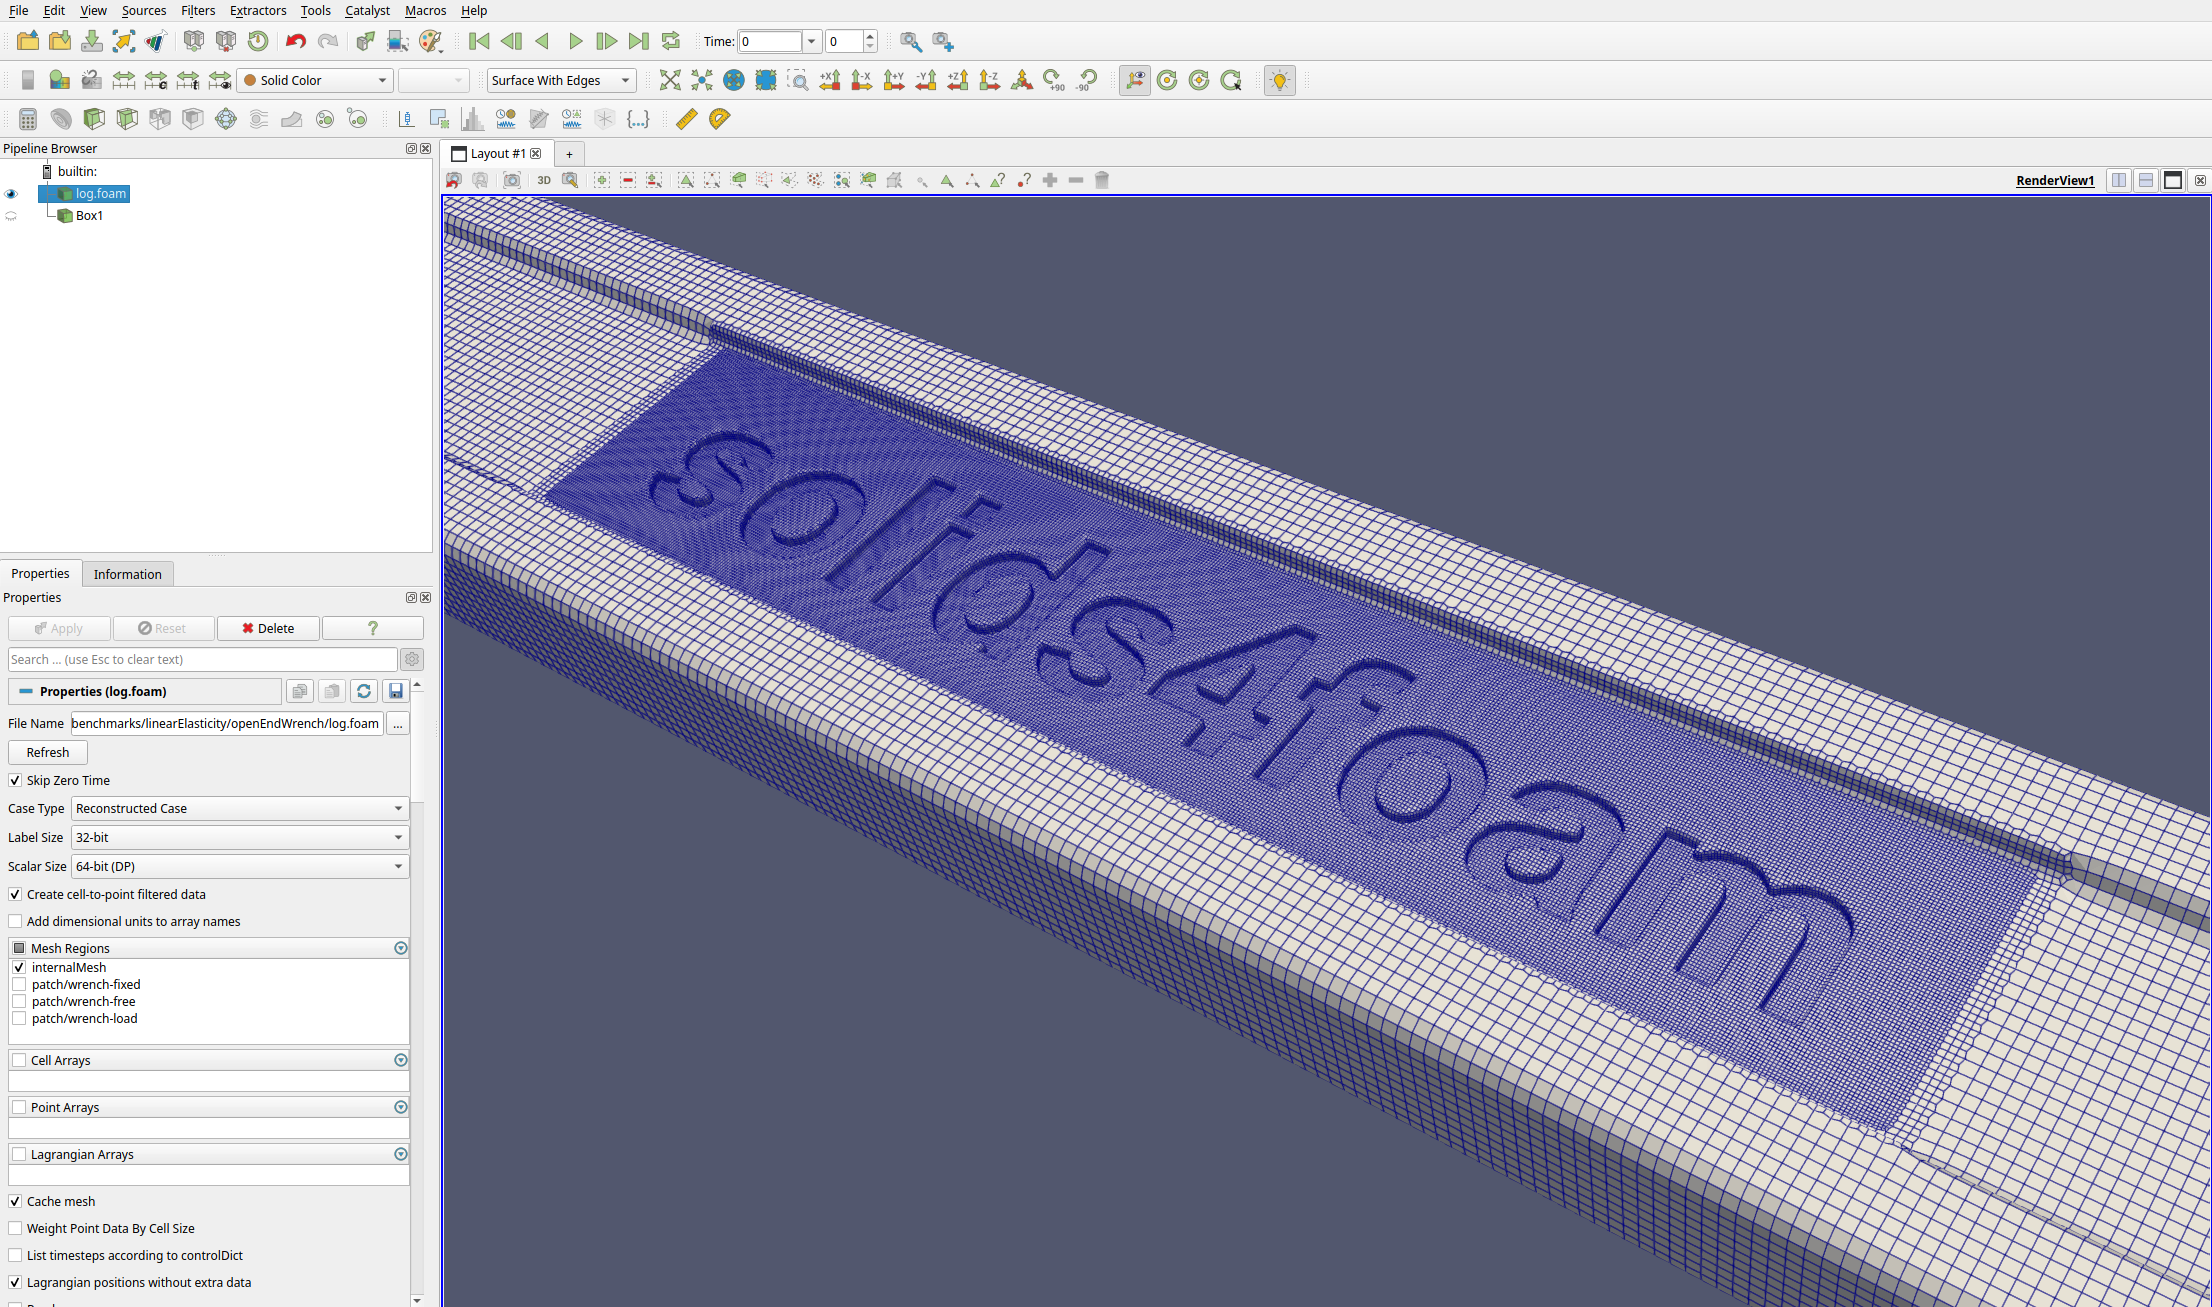 File Edit View Sources Filters Extractors Tools Catalyst Macros Help
Time: 0 0
Solid Color Surface With Edges +X -X +Y -Y +Z -Z +90 -90
Pipeline Browser
builtin:
log.foam
Box1
Layout #1 +
3D RenderView1
solids4foam
Properties Information
Properties
Apply Reset Delete ?
Search ... (use Esc to clear text)
Properties (log.foam)
File Name benchmarks/linearElasticity/openEndWrench/log.foam ...
Refresh
Skip Zero Time
Case Type Reconstructed Case
Label Size 32-bit
Scalar Size 64-bit (DP)
Create cell-to-point filtered data
Add dimensional units to array names
Mesh Regions
internalMesh
patch/wrench-fixed
patch/wrench-free
patch/wrench-load
Cell Arrays
Point Arrays
Lagrangian Arrays
Cache mesh
Weight Point Data By Cell Size
List timesteps according to controlDict
Lagrangian positions without extra data